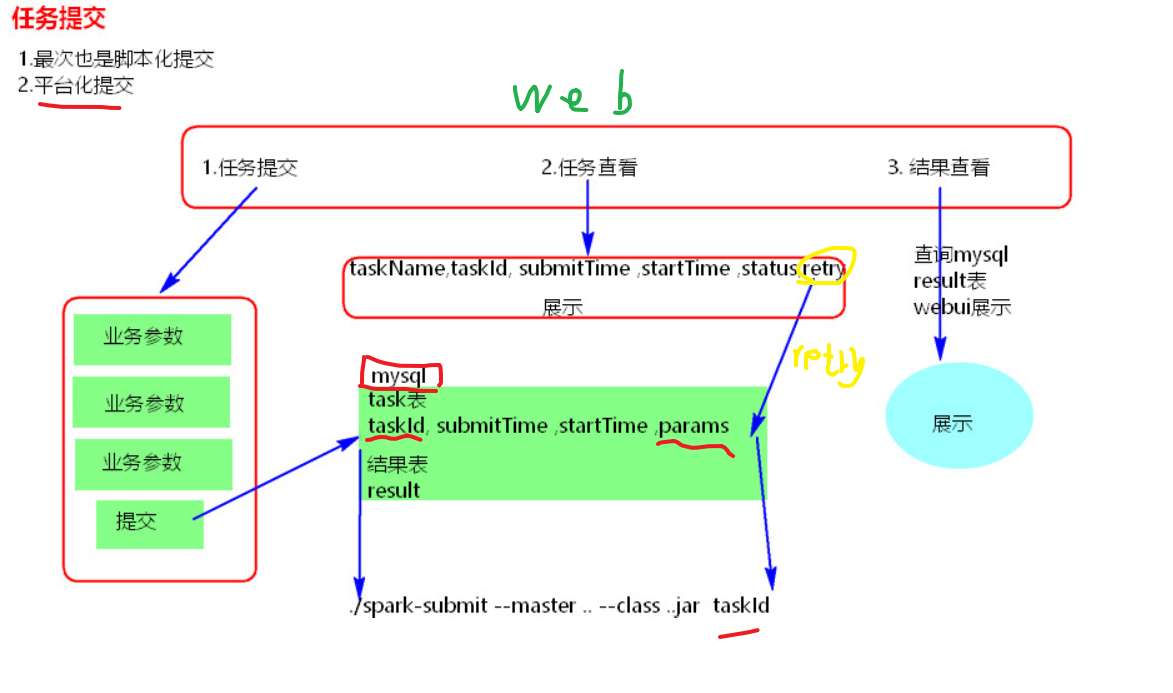 任务提交
1.最次也是脚本化提交
2.平台化提交
web
1.任务提交
2.任务查看
3. 结果查看
taskName,taskId, submitTime ,startTime ,status,retry
展示
查询mysql
result表
webui展示
业务参数
业务参数
业务参数
提交
retry
mysql
task表
taskId, submitTime ,startTime ,params
结果表
result
展示
./spark-submit --master .. --class ..jar taskId